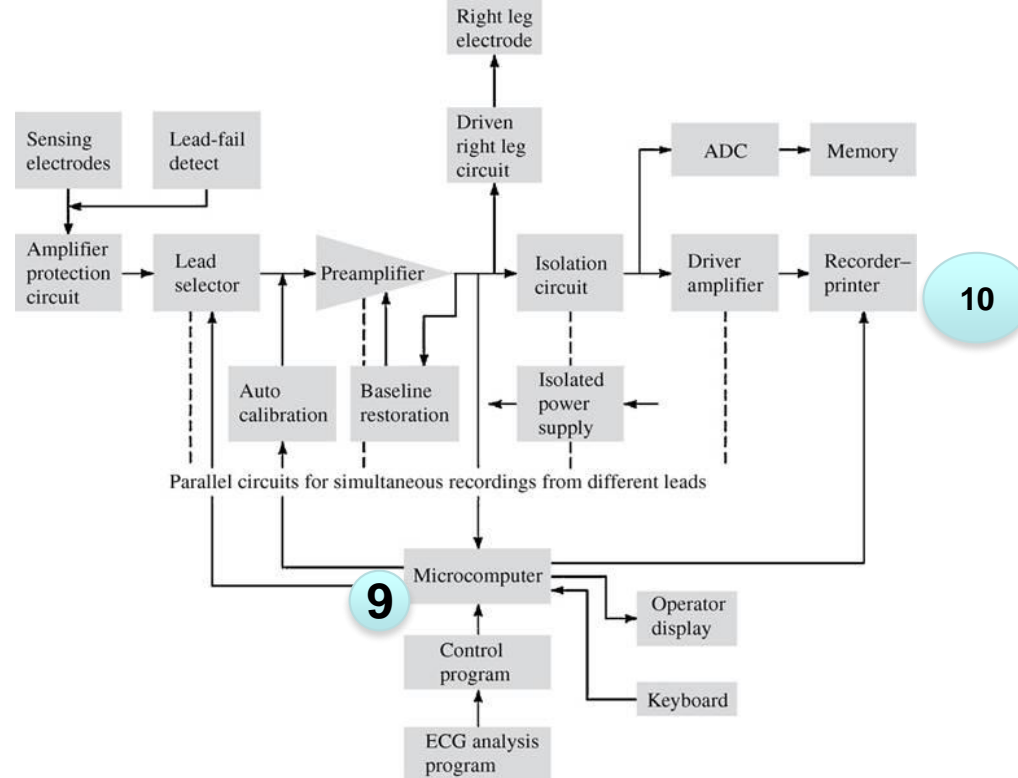 Right leg
electrode
Driven
right leg
circuit
Sensing
electrodes
Lead-fail
detect
ADC
Memory
Amplifier
protection
circuit
Lead
selector
Preamplifier
Isolation
circuit
Driver
amplifier
Recorder–
printer
10
Auto
calibration
Baseline
restoration
Isolated
power
supply
Parallel circuits for simultaneous recordings from different leads
Microcomputer
9
Operator
display
Control
program
Keyboard
ECG analysis
program